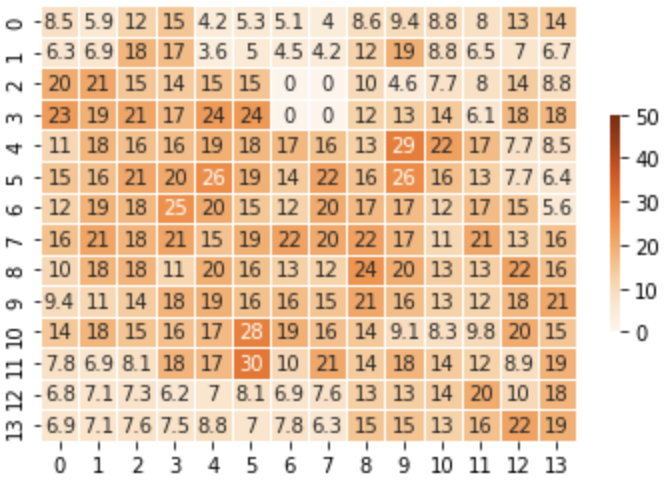 0 8.5 5.9 12 15 4.2 5.3 5.1 4 8.6 9.4 8.8 8 13 14
1 6.3 6.9 18 17 3.6 5 4.5 4.2 12 19 8.8 6.5 7 6.7
2 20 21 15 14 15 15 0 0 10 4.6 7.7 8 14 8.8
3 23 19 21 17 24 24 0 0 12 13 14 6.1 18 18
4 11 18 16 16 19 18 17 16 13 29 22 17 7.7 8.5
5 15 16 21 20 26 19 14 22 16 26 16 13 7.7 6.4
6 12 19 18 25 20 15 12 20 17 17 12 17 15 5.6
7 16 21 18 21 15 19 22 20 22 17 11 21 13 16
8 10 18 18 11 20 16 13 12 24 20 13 13 22 16
9 9.4 11 14 18 19 16 16 15 21 16 13 12 18 21
10 14 18 15 16 17 28 19 16 14 9.1 8.3 9.8 20 15
11 7.8 6.9 8.1 18 17 30 10 21 14 18 14 12 8.9 19
12 6.8 7.1 7.3 6.2 7 8.1 6.9 7.6 13 13 14 20 10 18
13 6.9 7.1 7.6 7.5 8.8 7 7.8 6.3 15 15 13 16 22 19
0 1 2 3 4 5 6 7 8 9 10 11 12 13
50
40
30
20
10
0